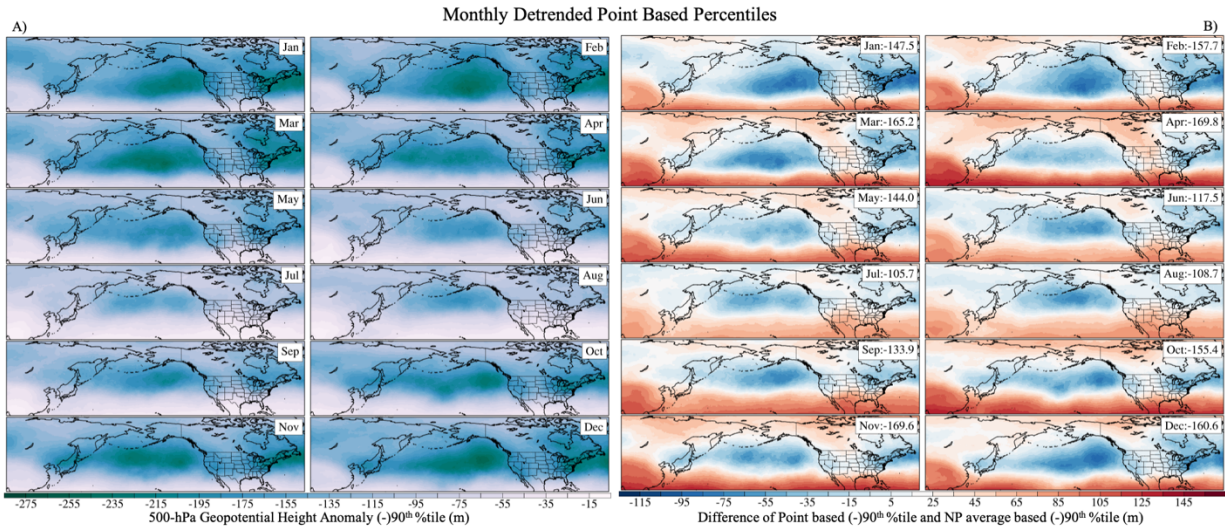 Monthly Detrended Point Based Percentiles
A) B)
Jan Feb Jan:-147.5 Feb:-157.7
Mar Apr Mar:-165.2 Apr:-169.8
May Jun May:-144.0 Jun:-117.5
Jul Aug Jul:-105.7 Aug:-108.7
Sep Oct Sep:-133.9 Oct:-155.4
Nov Dec Nov:-169.6 Dec:-160.6
-275 -255 -235 -215 -195 -175 -155 -135 -115 -95 -75 -55 -35 -15 -115 -95 -75 -55 -35 -15 5 25 45 65 85 105 125 145
500-hPa Geopotential Height Anomaly (-)90th %tile (m) Difference of Point based (-)90th %tile and NP average based (-)90th %tile (m)